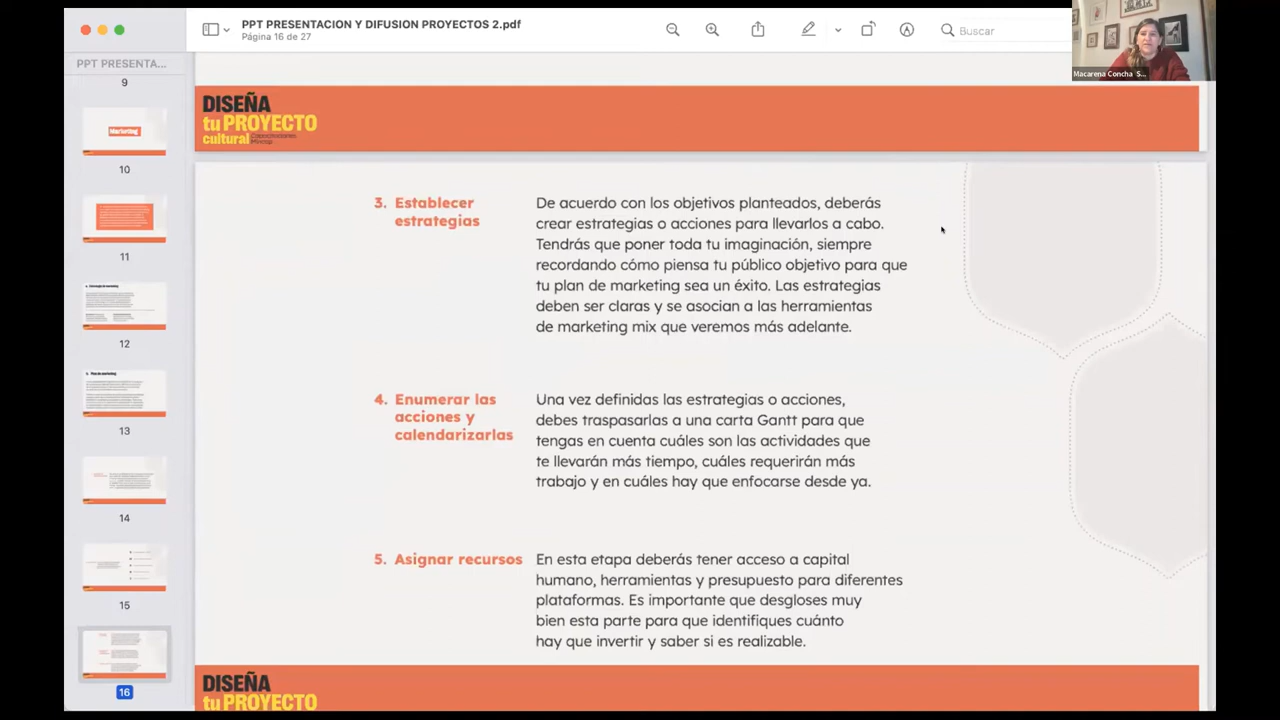 PPT PRESENTACION Y DIFUSION PROYECTOS 2.pdf
Página 16 de 27
Buscar
Macarena Concha S...
PPT PRESENTA...
9
Marketing
10
11
12
13
14
15
16
DISEÑA
tu PROYECTO
cultural
3. Establecer
estrategias
De acuerdo con los objetivos planteados, deberás
crear estrategias o acciones para llevarlos a cabo.
Tendrás que poner toda tu imaginación, siempre
recordando cómo piensa tu público objetivo para que
tu plan de marketing sea un éxito. Las estrategias
deben ser claras y se asocian a las herramientas
de marketing mix que veremos más adelante.
4. Enumerar las
acciones y
calendarizarlas
Una vez definidas las estrategias o acciones,
debes traspasarlas a una carta Gantt para que
tengas en cuenta cuáles son las actividades que
te llevarán más tiempo, cuáles requerirán más
trabajo y en cuáles hay que enfocarse desde ya.
5. Asignar recursos
En esta etapa deberás tener acceso a capital
humano, herramientas y presupuesto para diferentes
plataformas. Es importante que desgloses muy
bien esta parte para que identifiques cuánto
hay que invertir y saber si es realizable.
DISEÑA
tu PROYECTO